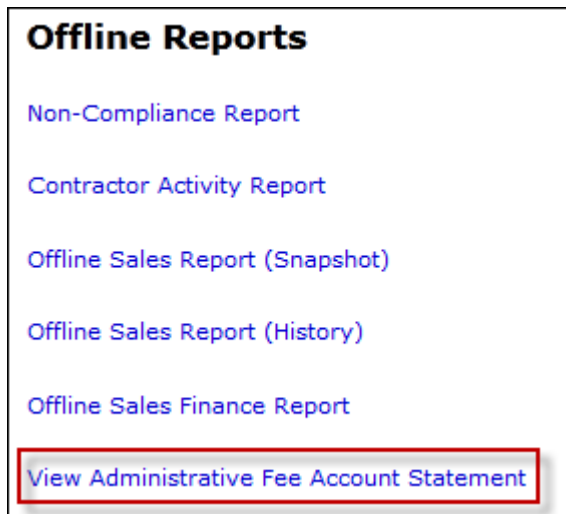 Offline Reports
Non-Compliance Report
Contractor Activity Report
Offline Sales Report (Snapshot)
Offline Sales Report (History)
Offline Sales Finance Report
View Administrative Fee Account Statement